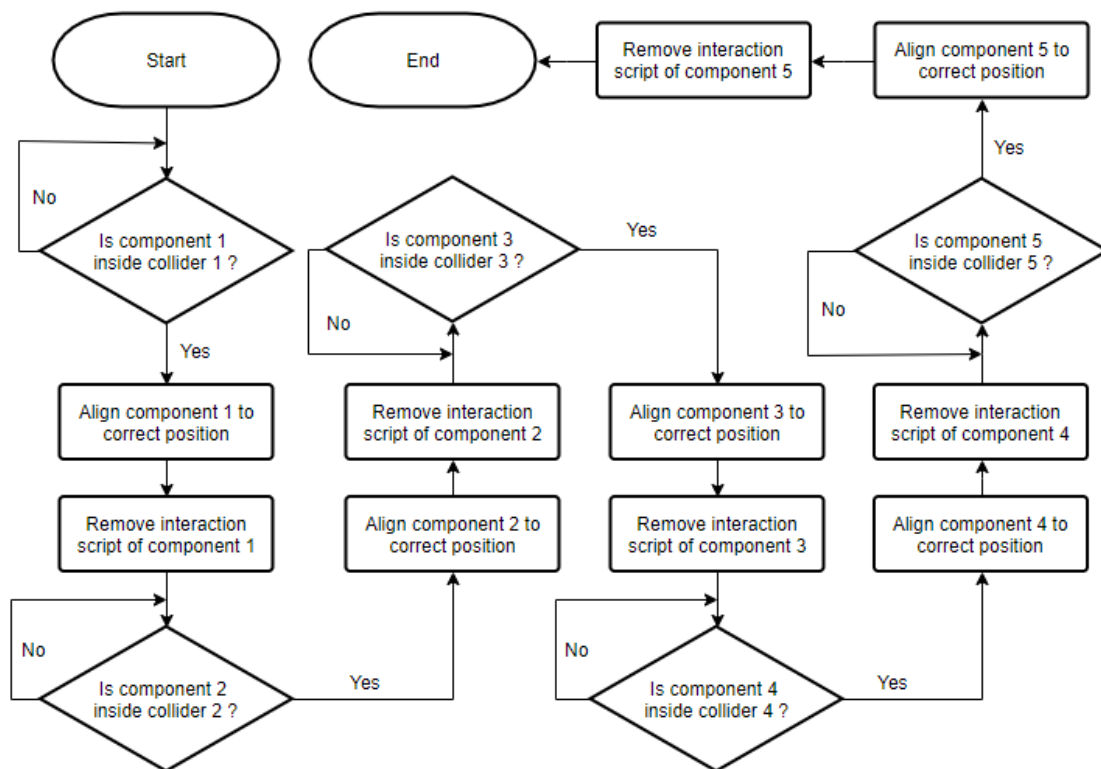 Start
No
Is component 1
inside collider 1 ?
Yes
Align component 1 to
correct position
Remove interaction
script of component 1
No
Is component 2
inside collider 2 ?
Yes
Align component 2 to
correct position
Remove interaction
script of component 2
No
Is component 3
inside collider 3 ?
Yes
Align component 3 to
correct position
Remove interaction
script of component 3
No
Is component 4
inside collider 4 ?
Yes
Align component 4 to
correct position
Remove interaction
script of component 4
No
Is component 5
inside collider 5 ?
Yes
Align component 5 to
correct position
Remove interaction
script of component 5
End